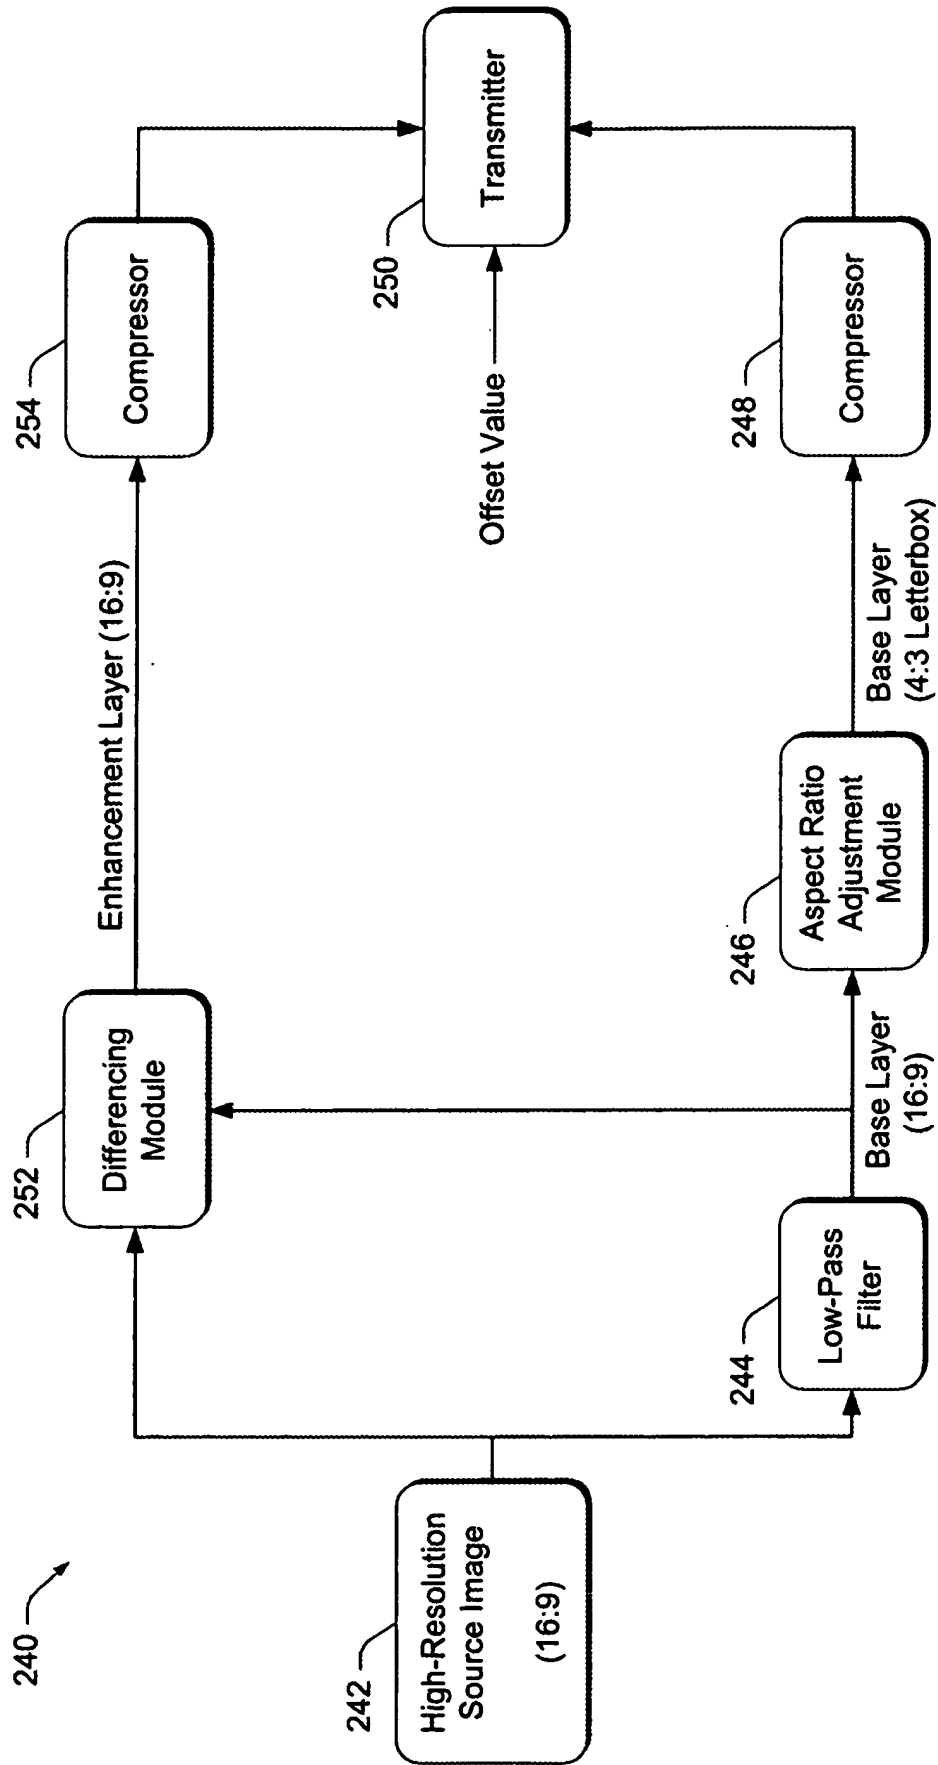 240
242
High-Resolution
Source Image
(16:9)
252
Differencing
Module
Enhancement Layer (16:9)
254
Compressor
250
Transmitter
Offset Value
244
Low-Pass
Filter
Base Layer
(16:9)
246
Aspect Ratio
Adjustment
Module
Base Layer
(4:3 Letterbox)
248
Compressor